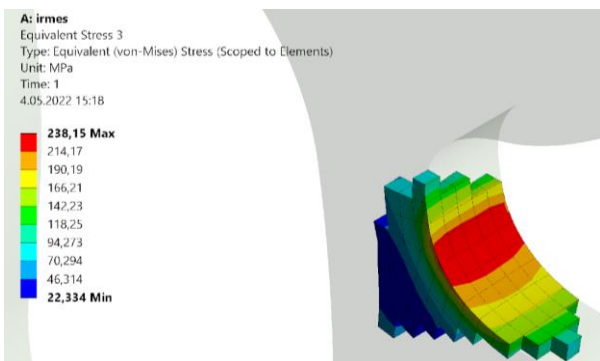 A: irmes
Equivalent Stress 3
Type: Equivalent (von-Mises) Stress (Scoped to Elements)
Unit: MPa
Time: 1
4.05.2022 15:18
238,15 Max
214,17
190,19
166,21
142,23
118,25
94,273
70,294
46,314
22,334 Min